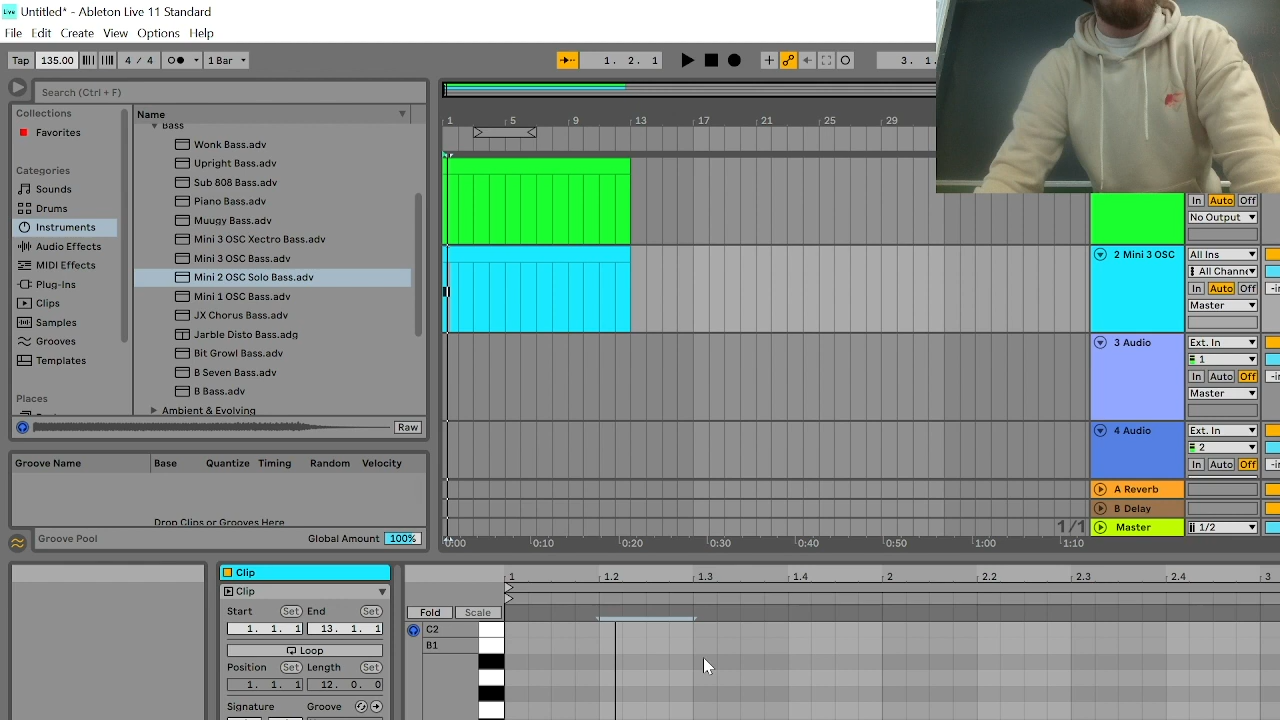 Live Untitled* - Ableton Live 11 Standard
File Edit Create View Options Help
Tap 135.00 4 / 4 1 Bar 1. 2. 1 3. 1.
Search (Ctrl + F)
Collections Name
Favorites
Bass
Wonk Bass.adv
Categories Upright Bass.adv
Sounds Sub 808 Bass.adv
Drums Piano Bass.adv
Instruments Muugy Bass.adv
Audio Effects Mini 3 OSC Xectro Bass.adv
MIDI Effects Mini 3 OSC Bass.adv
Plug-Ins Mini 2 OSC Solo Bass.adv
Clips Mini 1 OSC Bass.adv
Samples JX Chorus Bass.adv
Grooves Jarble Disto Bass.adg
Templates Bit Growl Bass.adv
B Seven Bass.adv
Places B Bass.adv
Ambient & Evolving
Raw
1 5 9 13 17 21 25 29
In Auto Off
No Output
2 Mini 3 OSC All Ins
All Channe
In Auto Off -in
Master
3 Audio Ext. In
1
In Auto Off -in
Master
4 Audio Ext. In
2
In Auto Off -in
A Reverb
B Delay
1/1 Master 1/2
0:00 0:10 0:20 0:30 0:40 0:50 1:00 1:10
Groove Name Base Quantize Timing Random Velocity
Drop Clips or Grooves Here
Groove Pool Global Amount 100%
Clip
Clip
Start Set End Set
1. 1. 1 13. 1. 1
Loop
Position Set Length Set
1. 1. 1 12. 0. 0
Signature Groove
1 1.2 1.3 1.4 2 2.2 2.3 2.4 3
Fold Scale
C2
B1